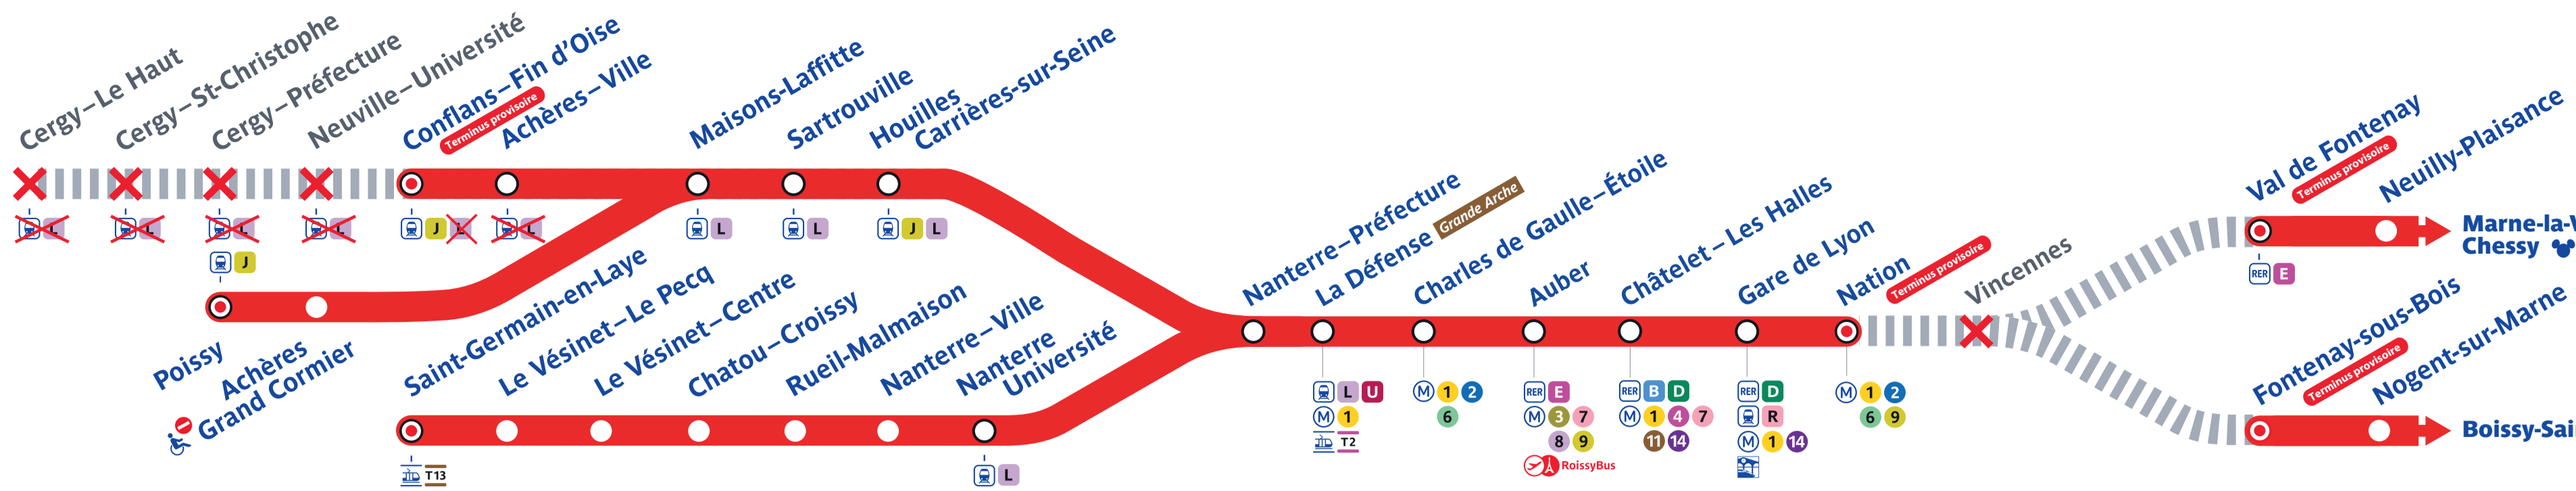 Cergy–Le Haut
Cergy–St-Christophe
Cergy–Préfecture
Neuville–Université
Conflans–Fin d'Oise
Terminus provisoire
Achères–Ville
Maisons-Laffitte
Sartrouville
Houilles
Carrières-sur-Seine
L
L
L
L
J L
L
L
L
J L
J
Poissy
Achères
Grand Cormier
Saint-Germain-en-Laye
Le Vésinet–Le Pecq
Le Vésinet–Centre
Chatou–Croissy
Rueil-Malmaison
Nanterre–Ville
Nanterre
Université
T13
L
Nanterre–Préfecture
La Défense
Grande Arche
Charles de Gaulle–Étoile
Auber
Châtelet – Les Halles
Gare de Lyon
Nation
Terminus provisoire
Vincennes
L U
M 1
T2
M 1 2
6
RER E
M 3 7
8 9
RoissyBus
RER B D
M 1 4 7
11 14
RER D
R
M 1 14
M 1 2
6 9
Val de Fontenay
Terminus provisoire
Neuilly-Plaisance
Marne-la-V
Chessy
RER E
Fontenay-sous-Bois
Terminus provisoire
Nogent-sur-Marne
Boissy-Sai